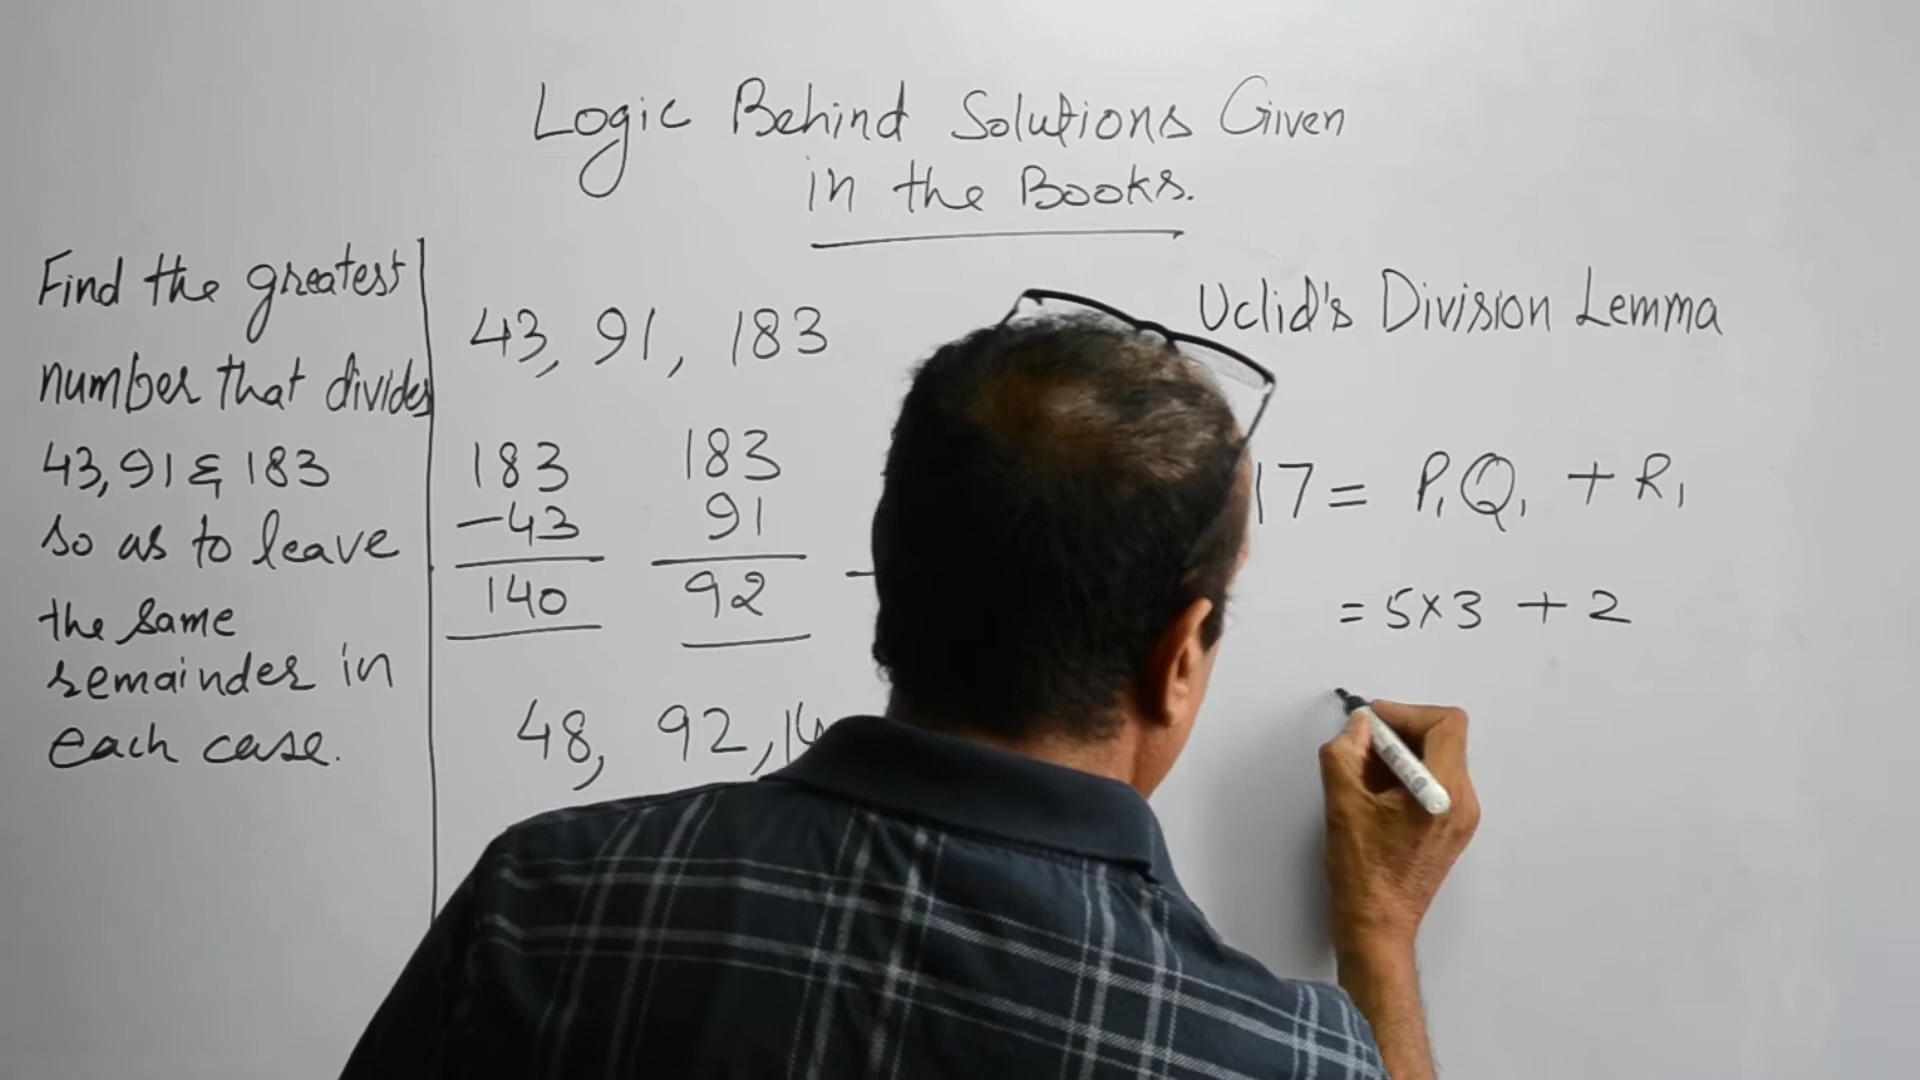 Logic Behind Solutions Given
in the Books.
Find the greatest
number that divides
43, 91 & 183
so as to leave
the same
remainder in
each case.
43, 91, 183
183
-43
140
183
91
92
48, 92, 14
Uclid's Division Lemma
17 = P₁Q₁ + R₁
= 5×3 + 2